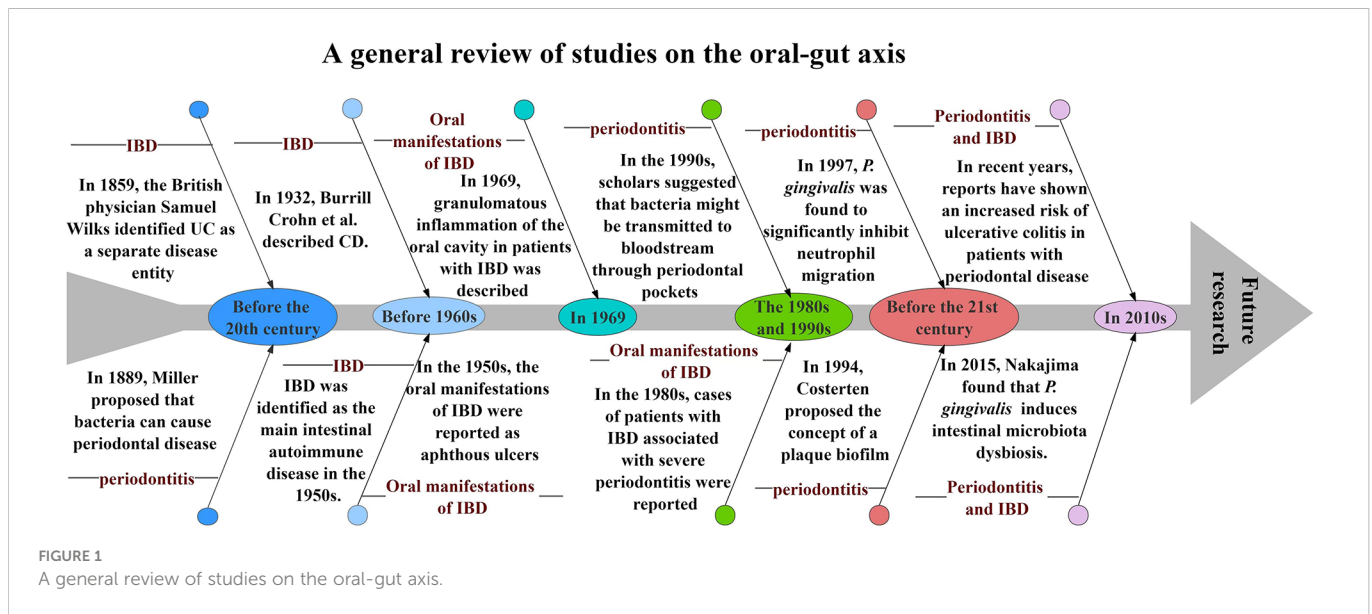 A general review of studies on the oral-gut axis
IBD
In 1859, the British
physician Samuel
Wilks identified UC as
a separate disease
entity
IBD
In 1932, Burrill
Crohn et al.
described CD.
Oral
manifestations
of IBD
In 1969,
granulomatous
inflammation of the
oral cavity in patients
with IBD was
described
periodontitis
In the 1990s,
scholars suggested
that bacteria might
be transmitted to
bloodstream
through periodontal
pockets
periodontitis
In 1997, P.
gingivalis was
found to
significantly inhibit
neutrophil
migration
Periodontitis
and IBD
In recent years,
reports have shown
an increased risk of
ulcerative colitis in
patients with
periodontal disease
Before the
20th century
Before 1960s
In 1969
The 1980s
and 1990s
Before the 21st
century
In 2010s
Future
research
In 1889, Miller
proposed that
bacteria can cause
periodontal disease
periodontitis
IBD
IBD was
identified as the
main intestinal
autoimmune
disease in the
1950s.
In the 1950s, the
oral manifestations
of IBD were
reported as
aphthous ulcers
Oral manifestations
of IBD
Oral manifestations of
IBD
In the 1980s, cases
of patients with
IBD associated
with severe
periodontitis were
reported
In 1994,
Costerten
proposed the
concept of a
plaque biofilm
periodontitis
In 2015, Nakajima
found that P.
gingivalis induces
intestinal microbiota
dysbiosis.
Periodontitis
and IBD
FIGURE 1
A general review of studies on the oral-gut axis.